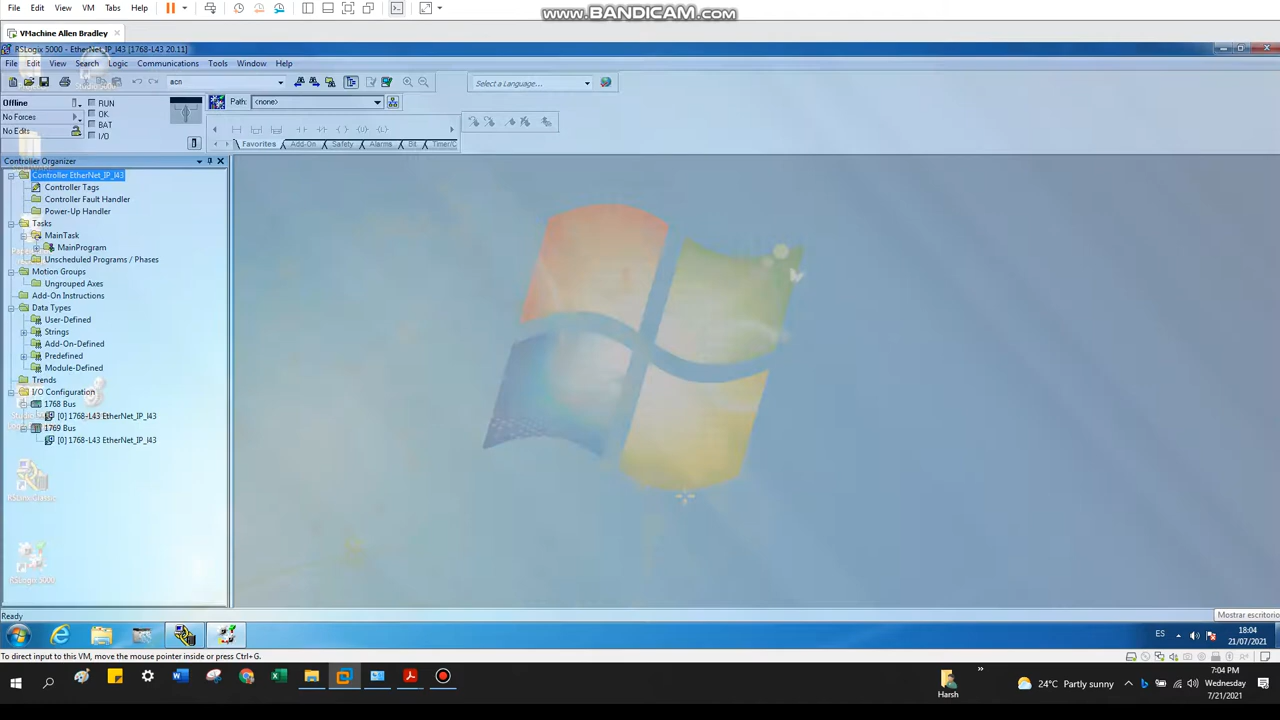 File Edit View VM Tabs Help
www.BANDICAM.com
VMachine Allen Bradley
RSLogix 5000 - EtherNet_IP_l43 [1768-L43 20.11]
File Edit View Search Logic Communications Tools Window Help
acn
Select a Language...
Offline
RUN
Path: <none>
No Forces
OK
No Edits
BAT
I/O
Favorites Add-On Safety Alarms Bit Timer/C
Controller Organizer
Controller EtherNet_IP_l43
Controller Tags
Controller Fault Handler
Power-Up Handler
Tasks
MainTask
MainProgram
Unscheduled Programs / Phases
Motion Groups
Ungrouped Axes
Add-On Instructions
Data Types
User-Defined
Strings
Add-On-Defined
Predefined
Module-Defined
Trends
I/O Configuration
1768 Bus
[0] 1768-L43 EtherNet_IP_l43
1769 Bus
[0] 1768-L43 EtherNet_IP_l43
RSLinx Classic
RSLogix 5000
Ready
Mostrar escritorio
ES
18:04
21/07/2021
To direct input to this VM, move the mouse pointer inside or press Ctrl+G.
Harsh
24°C Partly sunny
7:04 PM
Wednesday
7/21/2021